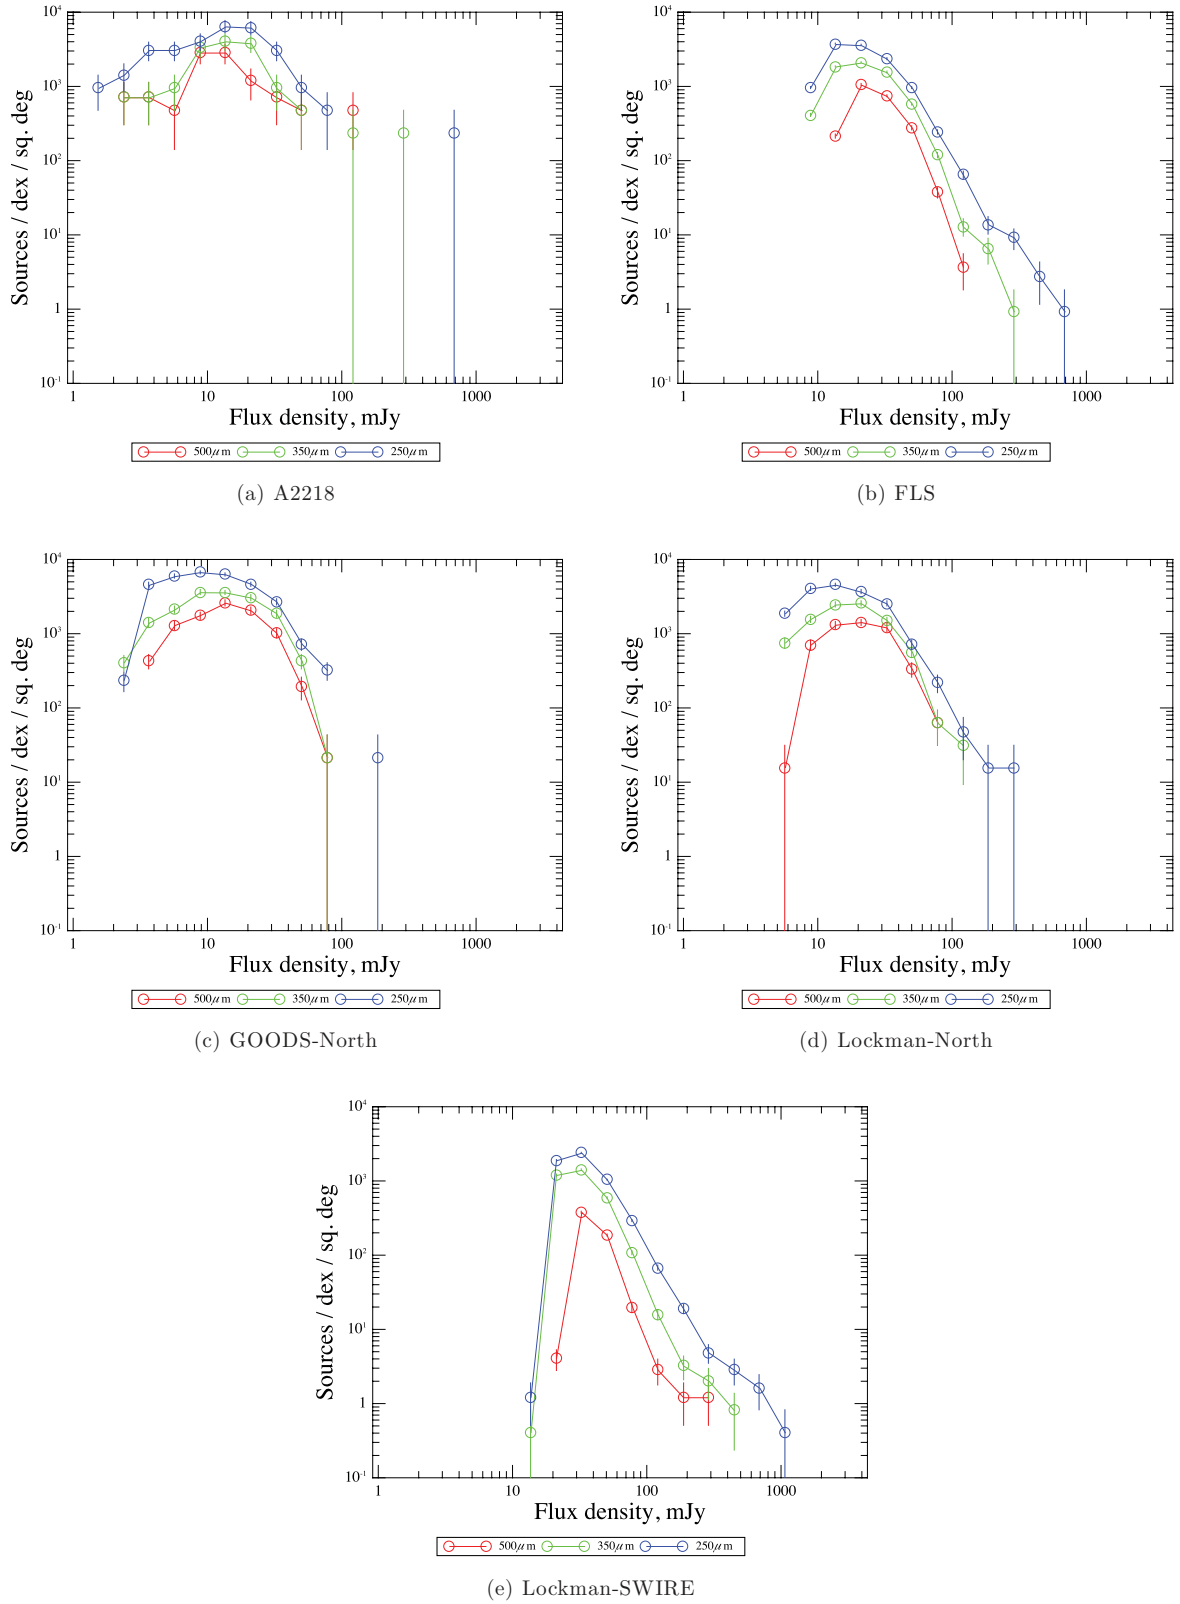 10⁴
10³
10²
10¹
1
10⁻¹
Sources / dex / sq. deg
1 10 100 1000
Flux density, mJy
500μm 350μm 250μm
(a) A2218
10⁴
10³
10²
10¹
1
10⁻¹
Sources / dex / sq. deg
1 10 100 1000
Flux density, mJy
500μm 350μm 250μm
(b) FLS
10⁴
10³
10²
10¹
1
10⁻¹
Sources / dex / sq. deg
1 10 100 1000
Flux density, mJy
500μm 350μm 250μm
(c) GOODS-North
10⁴
10³
10²
10¹
1
10⁻¹
Sources / dex / sq. deg
1 10 100 1000
Flux density, mJy
500μm 350μm 250μm
(d) Lockman-North
10⁴
10³
10²
10¹
1
10⁻¹
Sources / dex / sq. deg
1 10 100 1000
Flux density, mJy
500μm 350μm 250μm
(e) Lockman-SWIRE